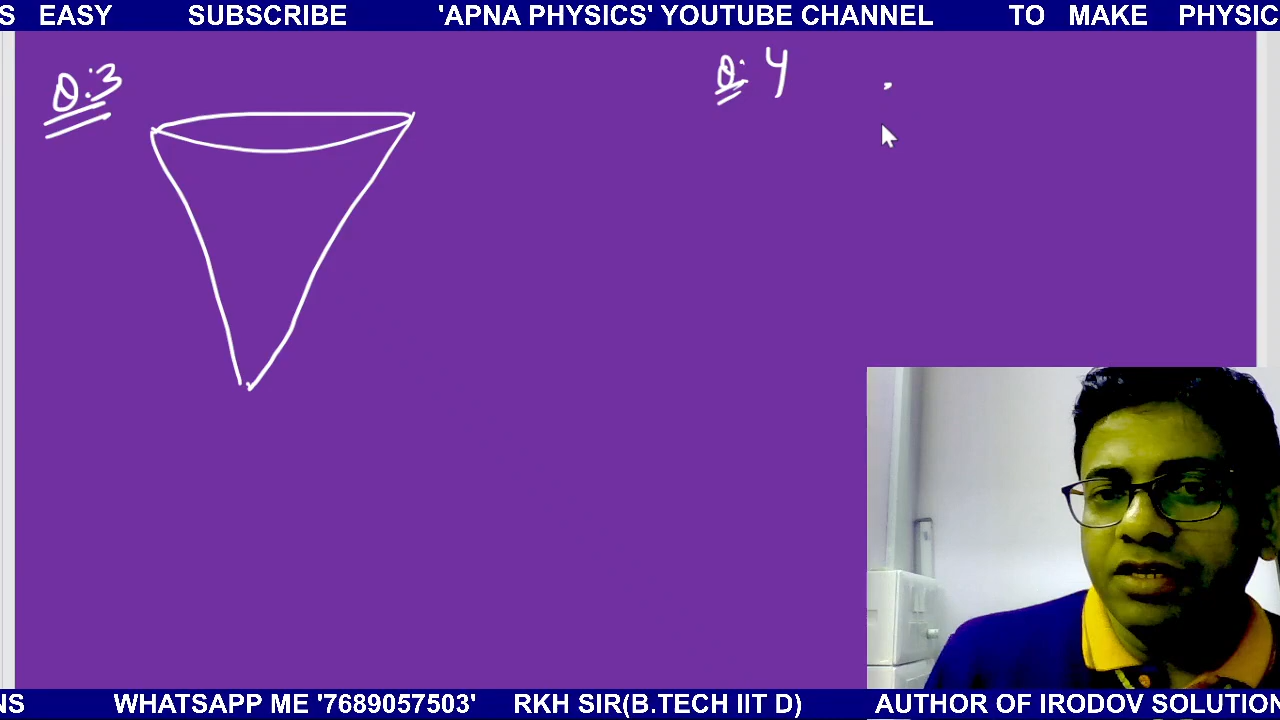 S EASY SUBSCRIBE 'APNA PHYSICS' YOUTUBE CHANNEL TO MAKE PHYSIC
Q:3
Q: 4
NS WHATSAPP ME '7689057503' RKH SIR(B.TECH IIT D) AUTHOR OF IRODOV SOLUTION